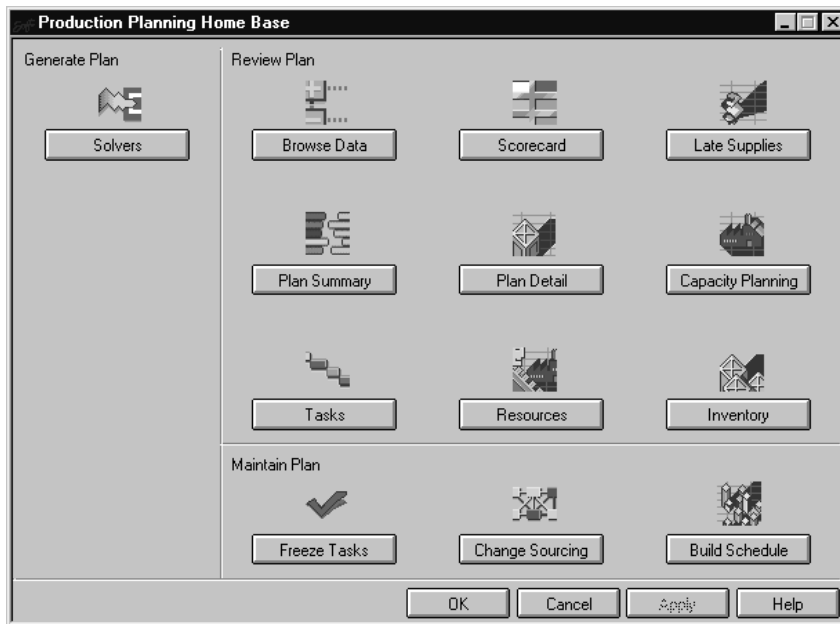 Production Planning Home Base
Generate Plan
Review Plan
Solvers
Browse Data
Scorecard
Late Supplies
Plan Summary
Plan Detail
Capacity Planning
Tasks
Resources
Inventory
Maintain Plan
Freeze Tasks
Change Sourcing
Build Schedule
OK
Cancel
Apply
Help